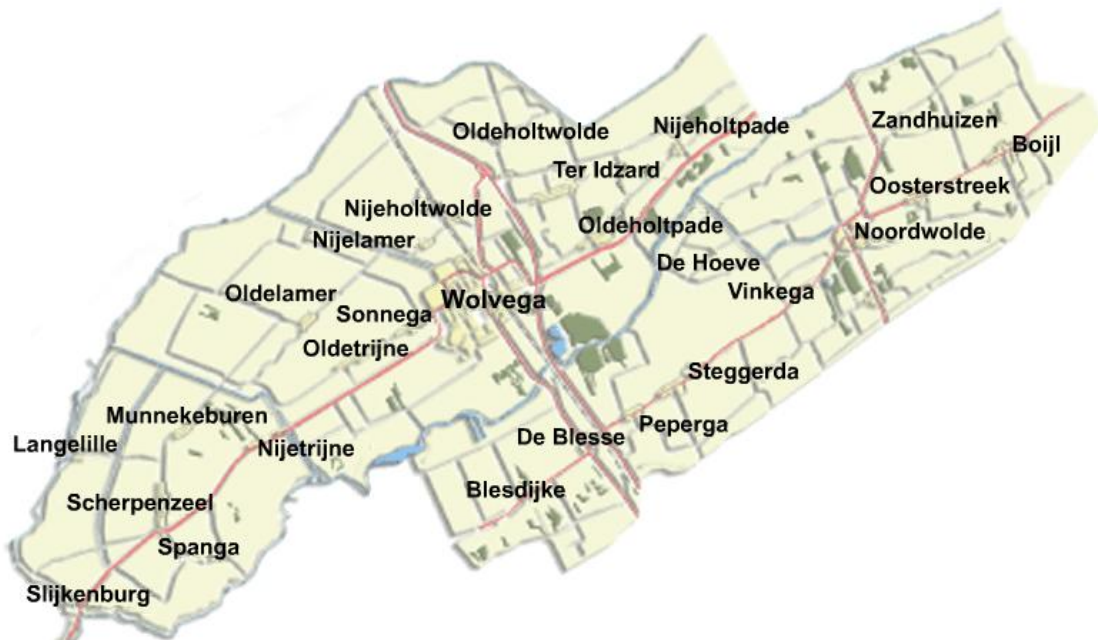 Zandhuizen
Oldeholtwolde
Nijeholtpade
Boijl
Ter Idzard
Oosterstreek
Nijeholtwolde
Oldeholtpade
Noordwolde
Nijelamer
De Hoeve
Oldelamer
Vinkega
Wolvega
Sonnega
Oldetrijne
Steggerda
Munnekeburen
Peperga
De Blesse
Langelille
Nijetrijne
Blesdijke
Scherpenzeel
Spanga
Slijkenburg